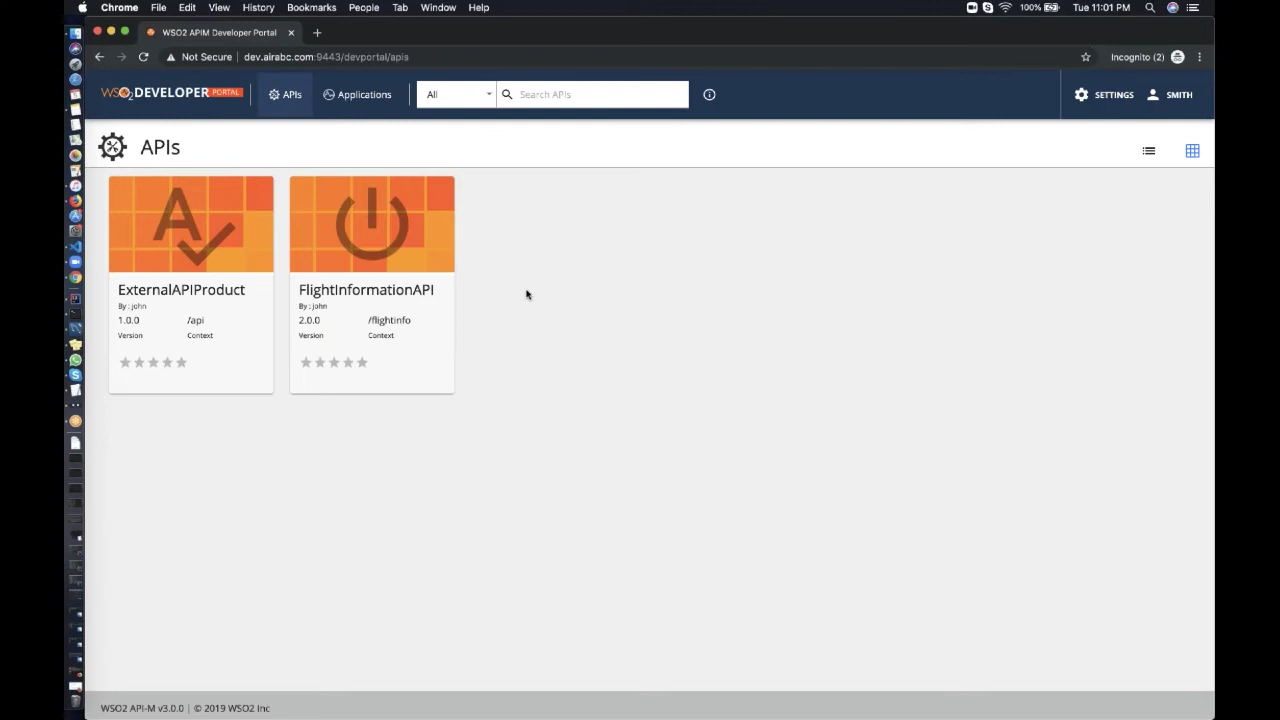 Chrome File Edit View History Bookmarks People Tab Window Help 100% Tue 11:01 PM
WSO2 APIM Developer Portal
Not Secure dev.airabc.com:9443/devportal/apis Incognito (2)
WSO2 DEVELOPER PORTAL APIs Applications All Search APIs SETTINGS SMITH
APIs
ExternalAPIProduct
By : john
1.0.0 /api
Version Context
FlightInformationAPI
By : john
2.0.0 /flightinfo
Version Context
WSO2 API-M v3.0.0 | © 2019 WSO2 Inc